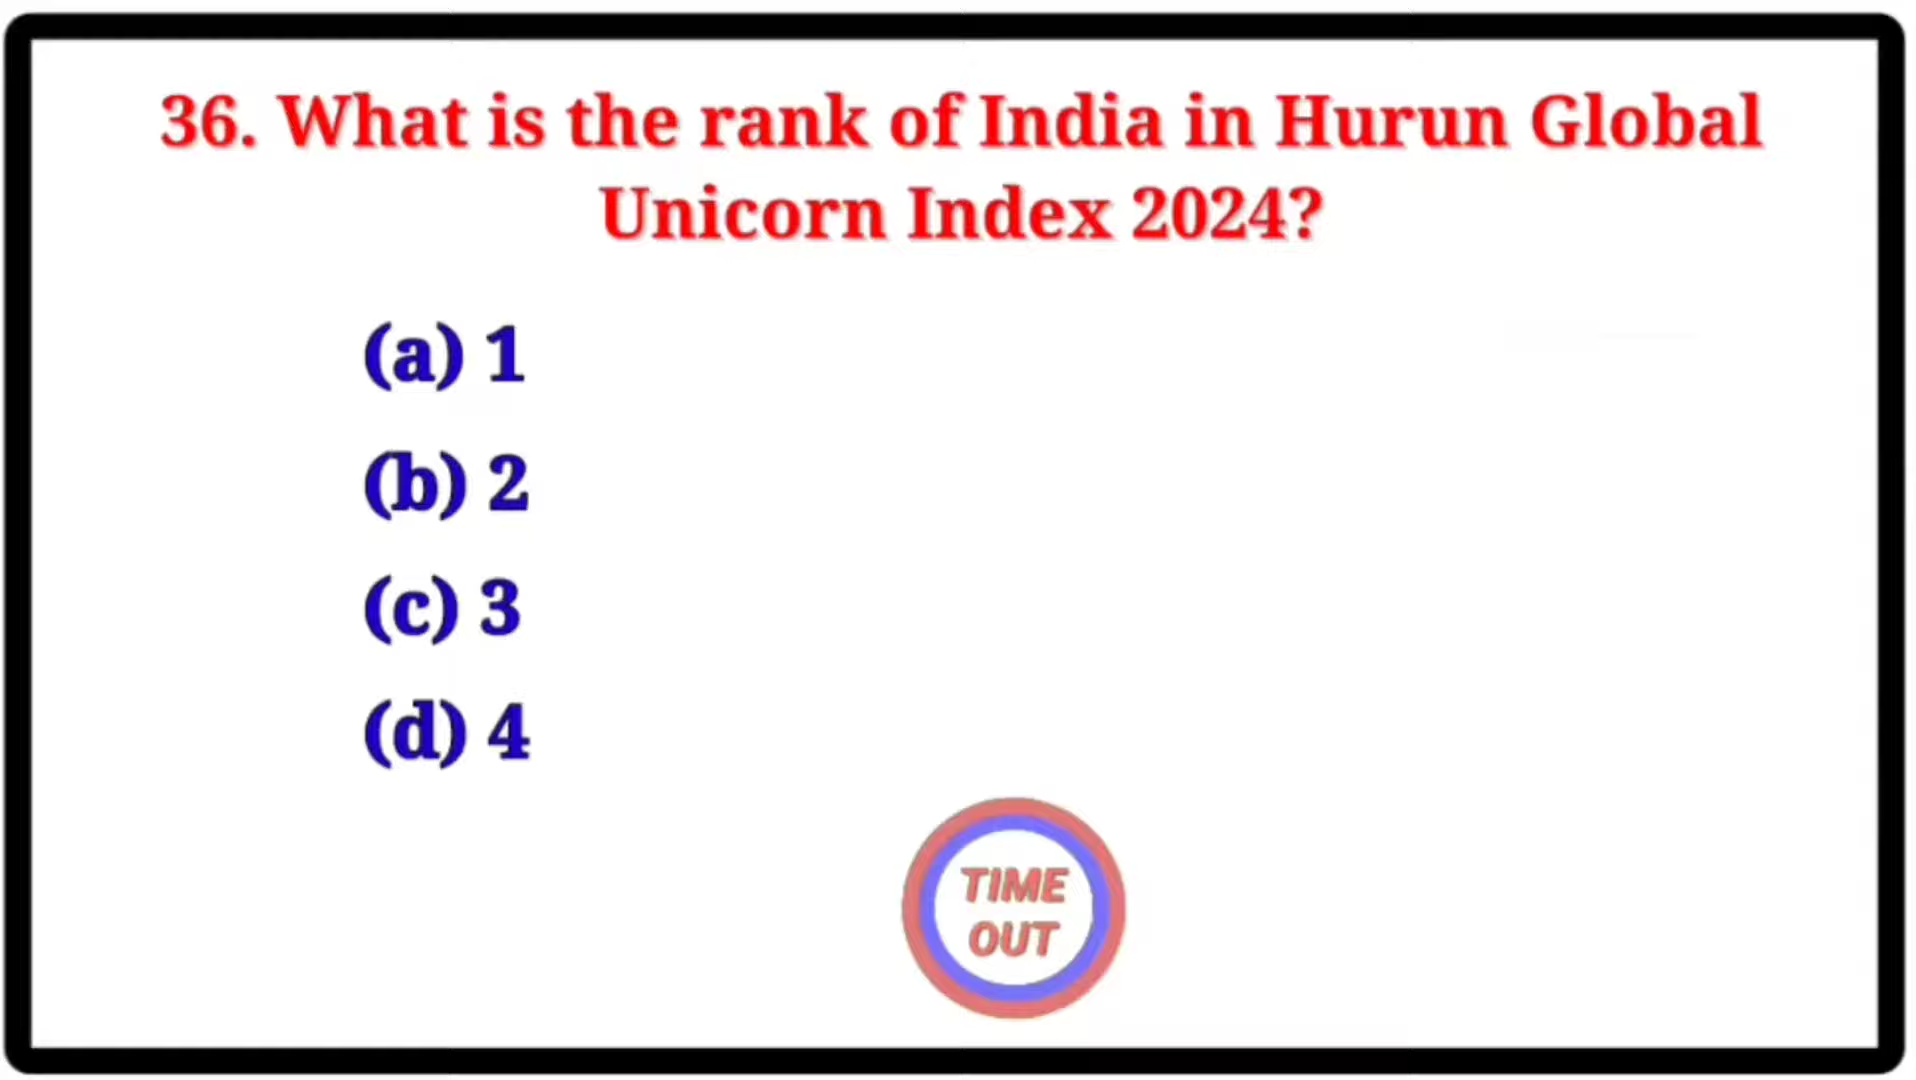 36. What is the rank of India in Hurun Global
Unicorn Index 2024?
(a) 1
(b) 2
(c) 3
(d) 4
TIME
OUT